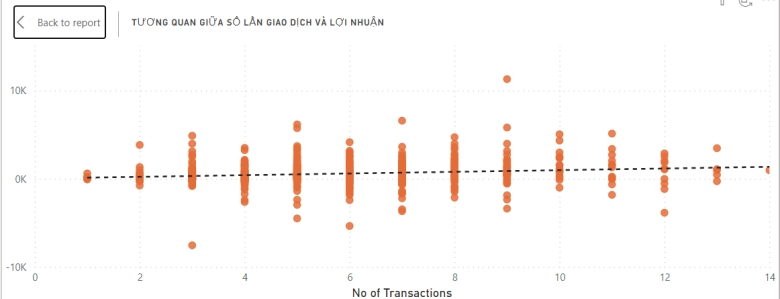 Back to report
TƯƠNG QUAN GIỮA SỐ LẦN GIAO DỊCH VÀ LỢI NHUẬN
10K
0K
-10K
0 2 4 6 8 10 12 14
No of Transactions